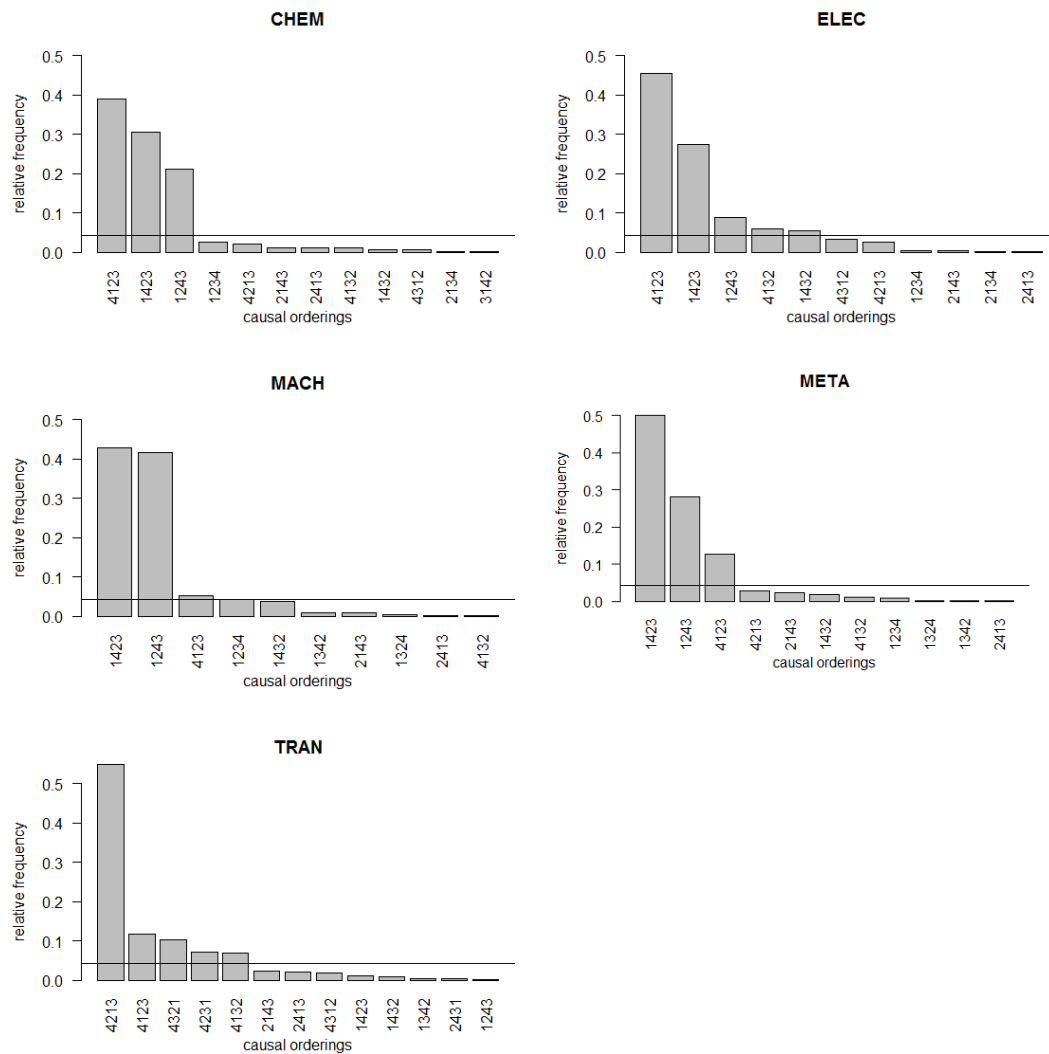 CHEM
relative frequency
0.5
0.4
0.3
0.2
0.1
0.0
4123 1423 1243 1234 4213 2143 2413 4132 1432 4312 2134 3142
causal orderings
ELEC
relative frequency
0.5
0.4
0.3
0.2
0.1
0.0
4123 1423 1243 4132 1432 4312 4213 1234 2143 2134 2413
causal orderings
MACH
relative frequency
0.5
0.4
0.3
0.2
0.1
0.0
1423 1243 4123 1234 1432 1342 2143 1324 2413 4132
causal orderings
META
relative frequency
0.5
0.4
0.3
0.2
0.1
0.0
1423 1243 4123 4213 2143 1432 4132 1234 1324 1342 2413
causal orderings
TRAN
relative frequency
0.5
0.4
0.3
0.2
0.1
0.0
4213 4123 4321 4231 4132 2143 2413 4312 1423 1432 1342 2431 1243
causal orderings